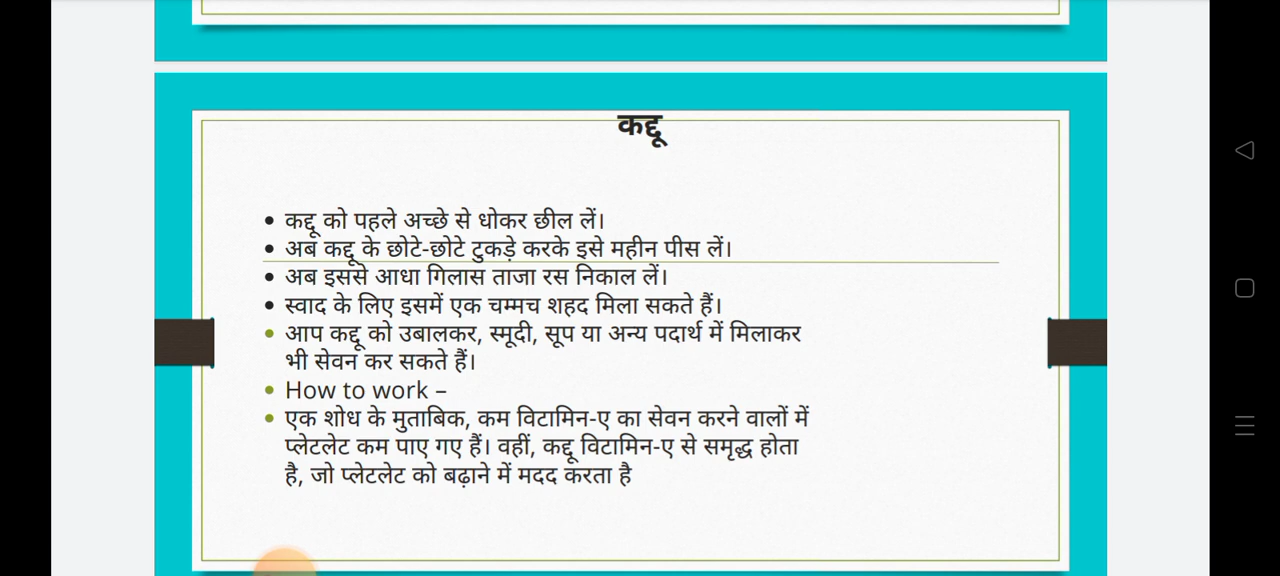 कद्दू
• कद्दू को पहले अच्छे से धोकर छील लें।
• अब कद्दू के छोटे-छोटे टुकड़े करके इसे महीन पीस लें।
• अब इससे आधा गिलास ताजा रस निकाल लें।
• स्वाद के लिए इसमें एक चम्मच शहद मिला सकते हैं।
• आप कद्दू को उबालकर, स्मूदी, सूप या अन्य पदार्थ में मिलाकर
भी सेवन कर सकते हैं।
• How to work –
• एक शोध के मुताबिक, कम विटामिन-ए का सेवन करने वालों में
प्लेटलेट कम पाए गए हैं। वहीं, कद्दू विटामिन-ए से समृद्ध होता
है, जो प्लेटलेट को बढ़ाने में मदद करता है